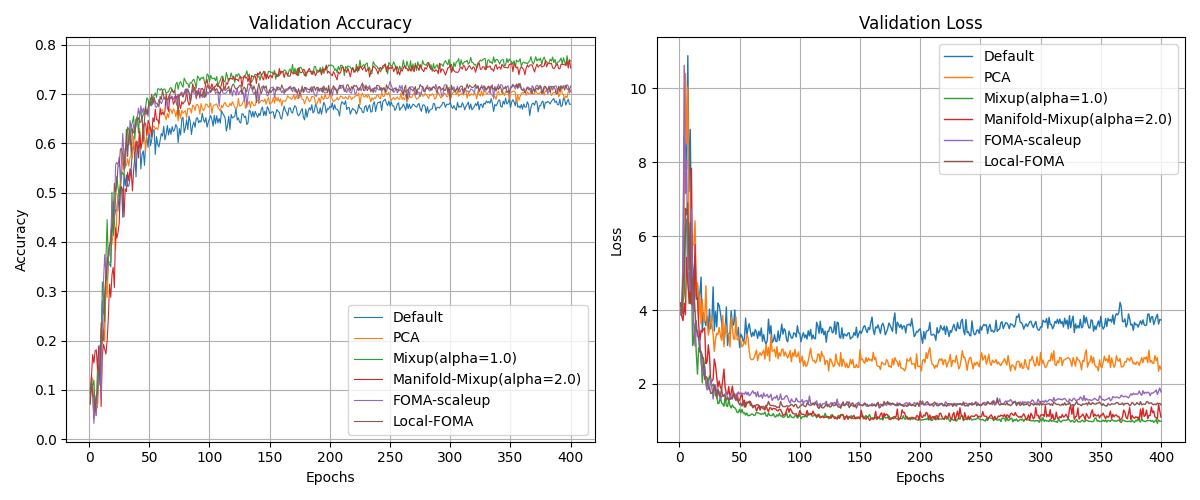 Validation Accuracy
Accuracy
0.8
0.7
0.6
0.5
0.4
0.3
0.2
0.1
0.0
Default
PCA
Mixup(alpha=1.0)
Manifold-Mixup(alpha=2.0)
FOMA-scaleup
Local-FOMA
0 50 100 150 200 250 300 350 400
Epochs
Validation Loss
Loss
10
8
6
4
2
Default
PCA
Mixup(alpha=1.0)
Manifold-Mixup(alpha=2.0)
FOMA-scaleup
Local-FOMA
0 50 100 150 200 250 300 350 400
Epochs